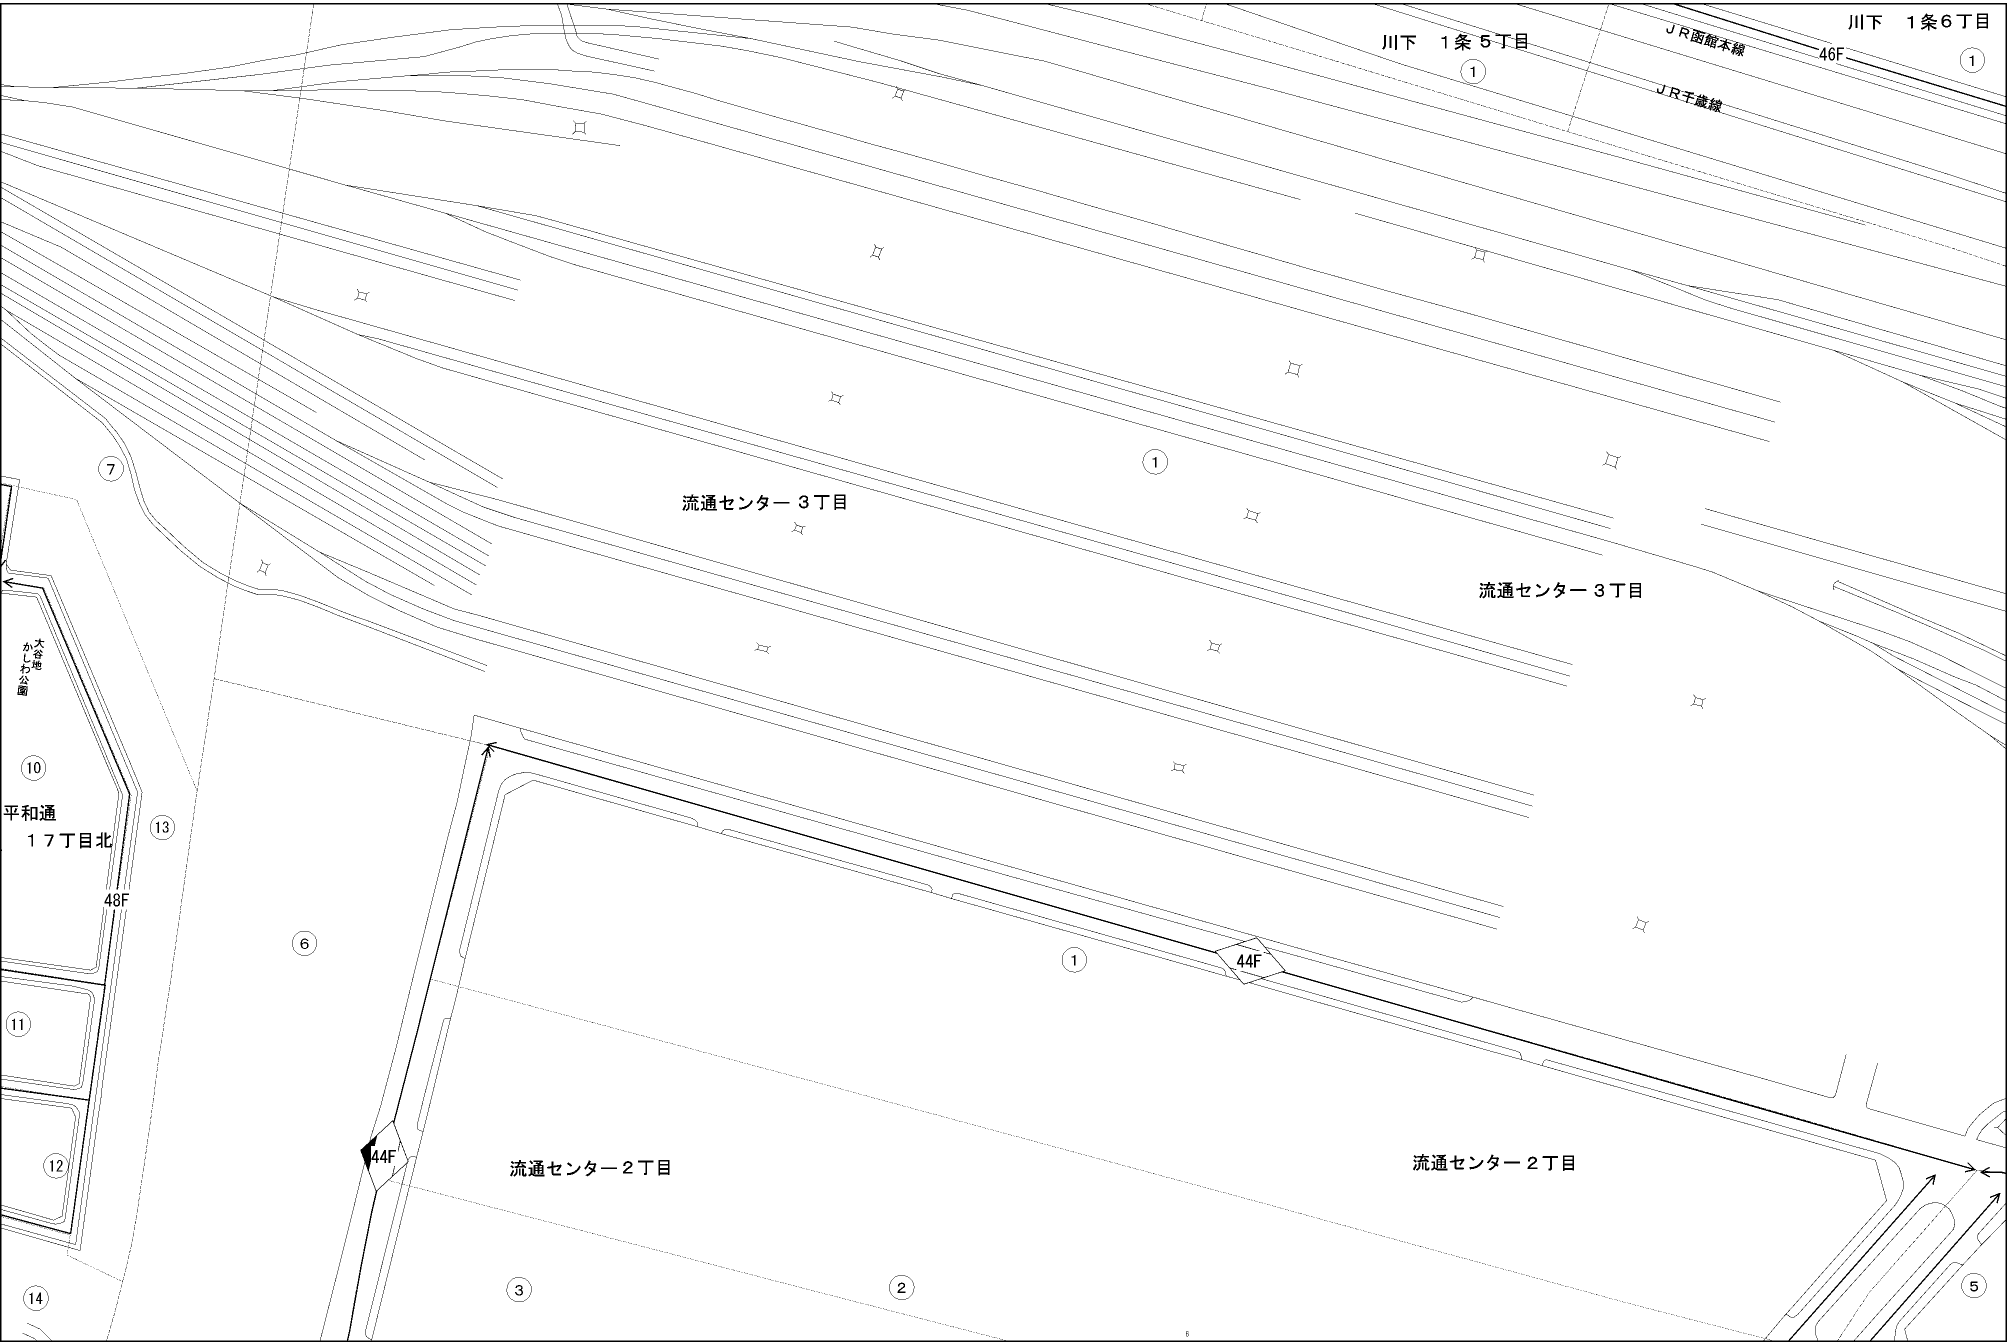 川下　１条６丁目
川下　１条５丁目
ＪＲ函館本線
46F
1
1
ＪＲ千歳線
1
7
流通センター３丁目
流通センター３丁目
大谷地
かしわ公園
10
平和通
１７丁目北
13
48F
6
1
44F
11
44F
12
流通センター２丁目
流通センター２丁目
3
2
5
14
6